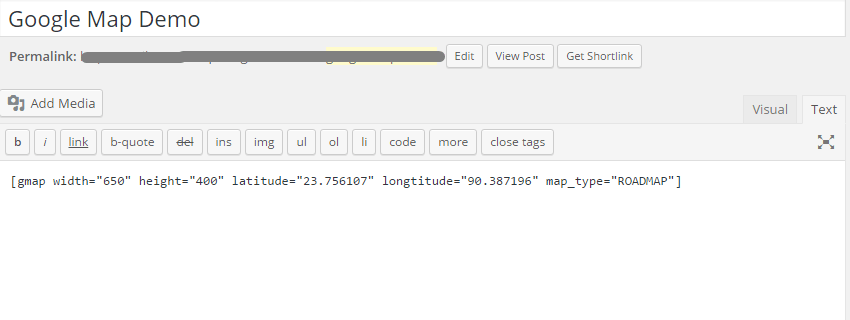 Google Map Demo
Permalink: Edit View Post Get Shortlink
Add Media Visual Text
b i link b-quote del ins img ul ol li code more close tags
[gmap width="650" height="400" latitude="23.756107" longtitude="90.387196" map_type="ROADMAP"]